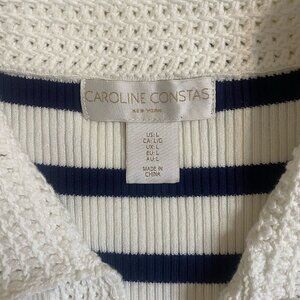 CAROLINE CONSTAS
NEW YORK
US: L
CA: L/G
UK: L
EU: L
AU: L
MADE IN
CHINA